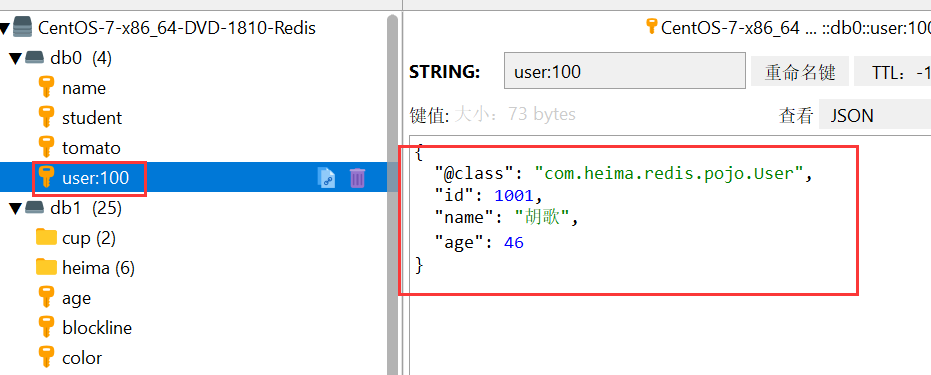 CentOS-7-x86_64-DVD-1810-Redis
db0 (4)
name
student
tomato
user:100
db1 (25)
cup (2)
heima (6)
age
blockline
color
CentOS-7-x86_64 ... ::db0::user:100
STRING:
user:100
重命名键
TTL: -1
键值: 大小: 73 bytes
查看
JSON
{
"@class": "com.heima.redis.pojo.User",
"id": 1001,
"name": "胡歌",
"age": 46
}